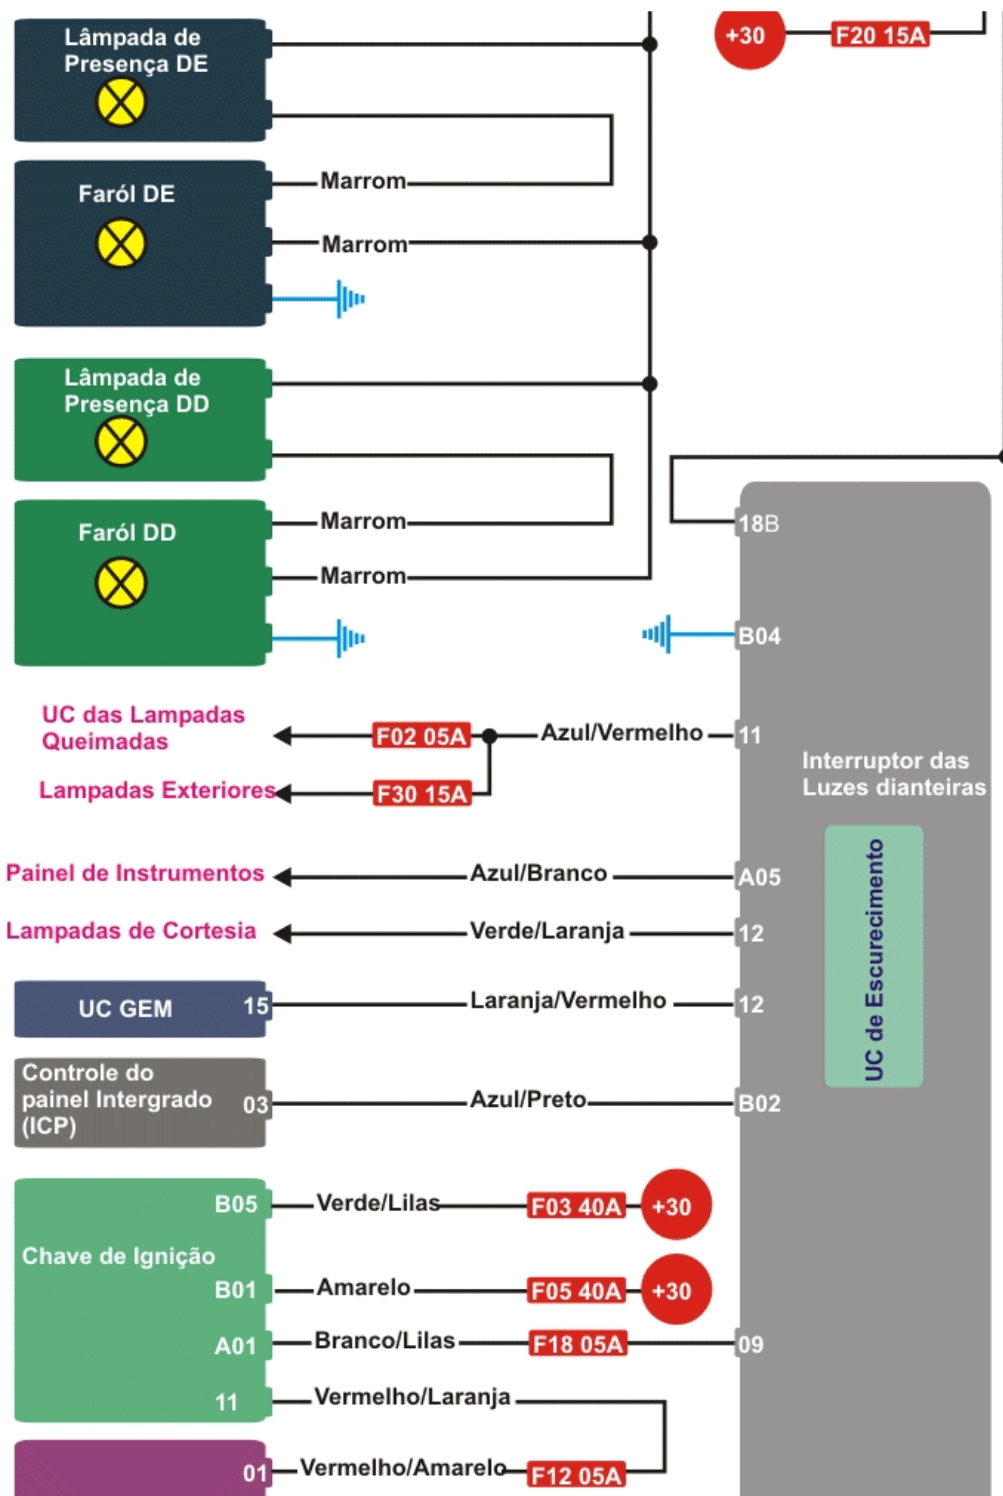 Lâmpada de
Presença DE
+30
F20 15A
Faról DE
Marrom
Marrom
Lâmpada de
Presença DD
Faról DD
Marrom
Marrom
18B
B04
UC das Lampadas
Queimadas
F02 05A
Azul/Vermelho
11
Lampadas Exteriores
F30 15A
Interruptor das
Luzes dianteiras
UC de Escurecimento
Painel de Instrumentos
Azul/Branco
A05
Lampadas de Cortesia
Verde/Laranja
12
UC GEM
15
Laranja/Vermelho
12
Controle do
painel Intergrado
(ICP)
03
Azul/Preto
B02
Chave de Ignição
B05
Verde/Lilas
F03 40A
+30
B01
Amarelo
F05 40A
+30
A01
Branco/Lilas
F18 05A
09
11
Vermelho/Laranja
01
Vermelho/Amarelo
F12 05A